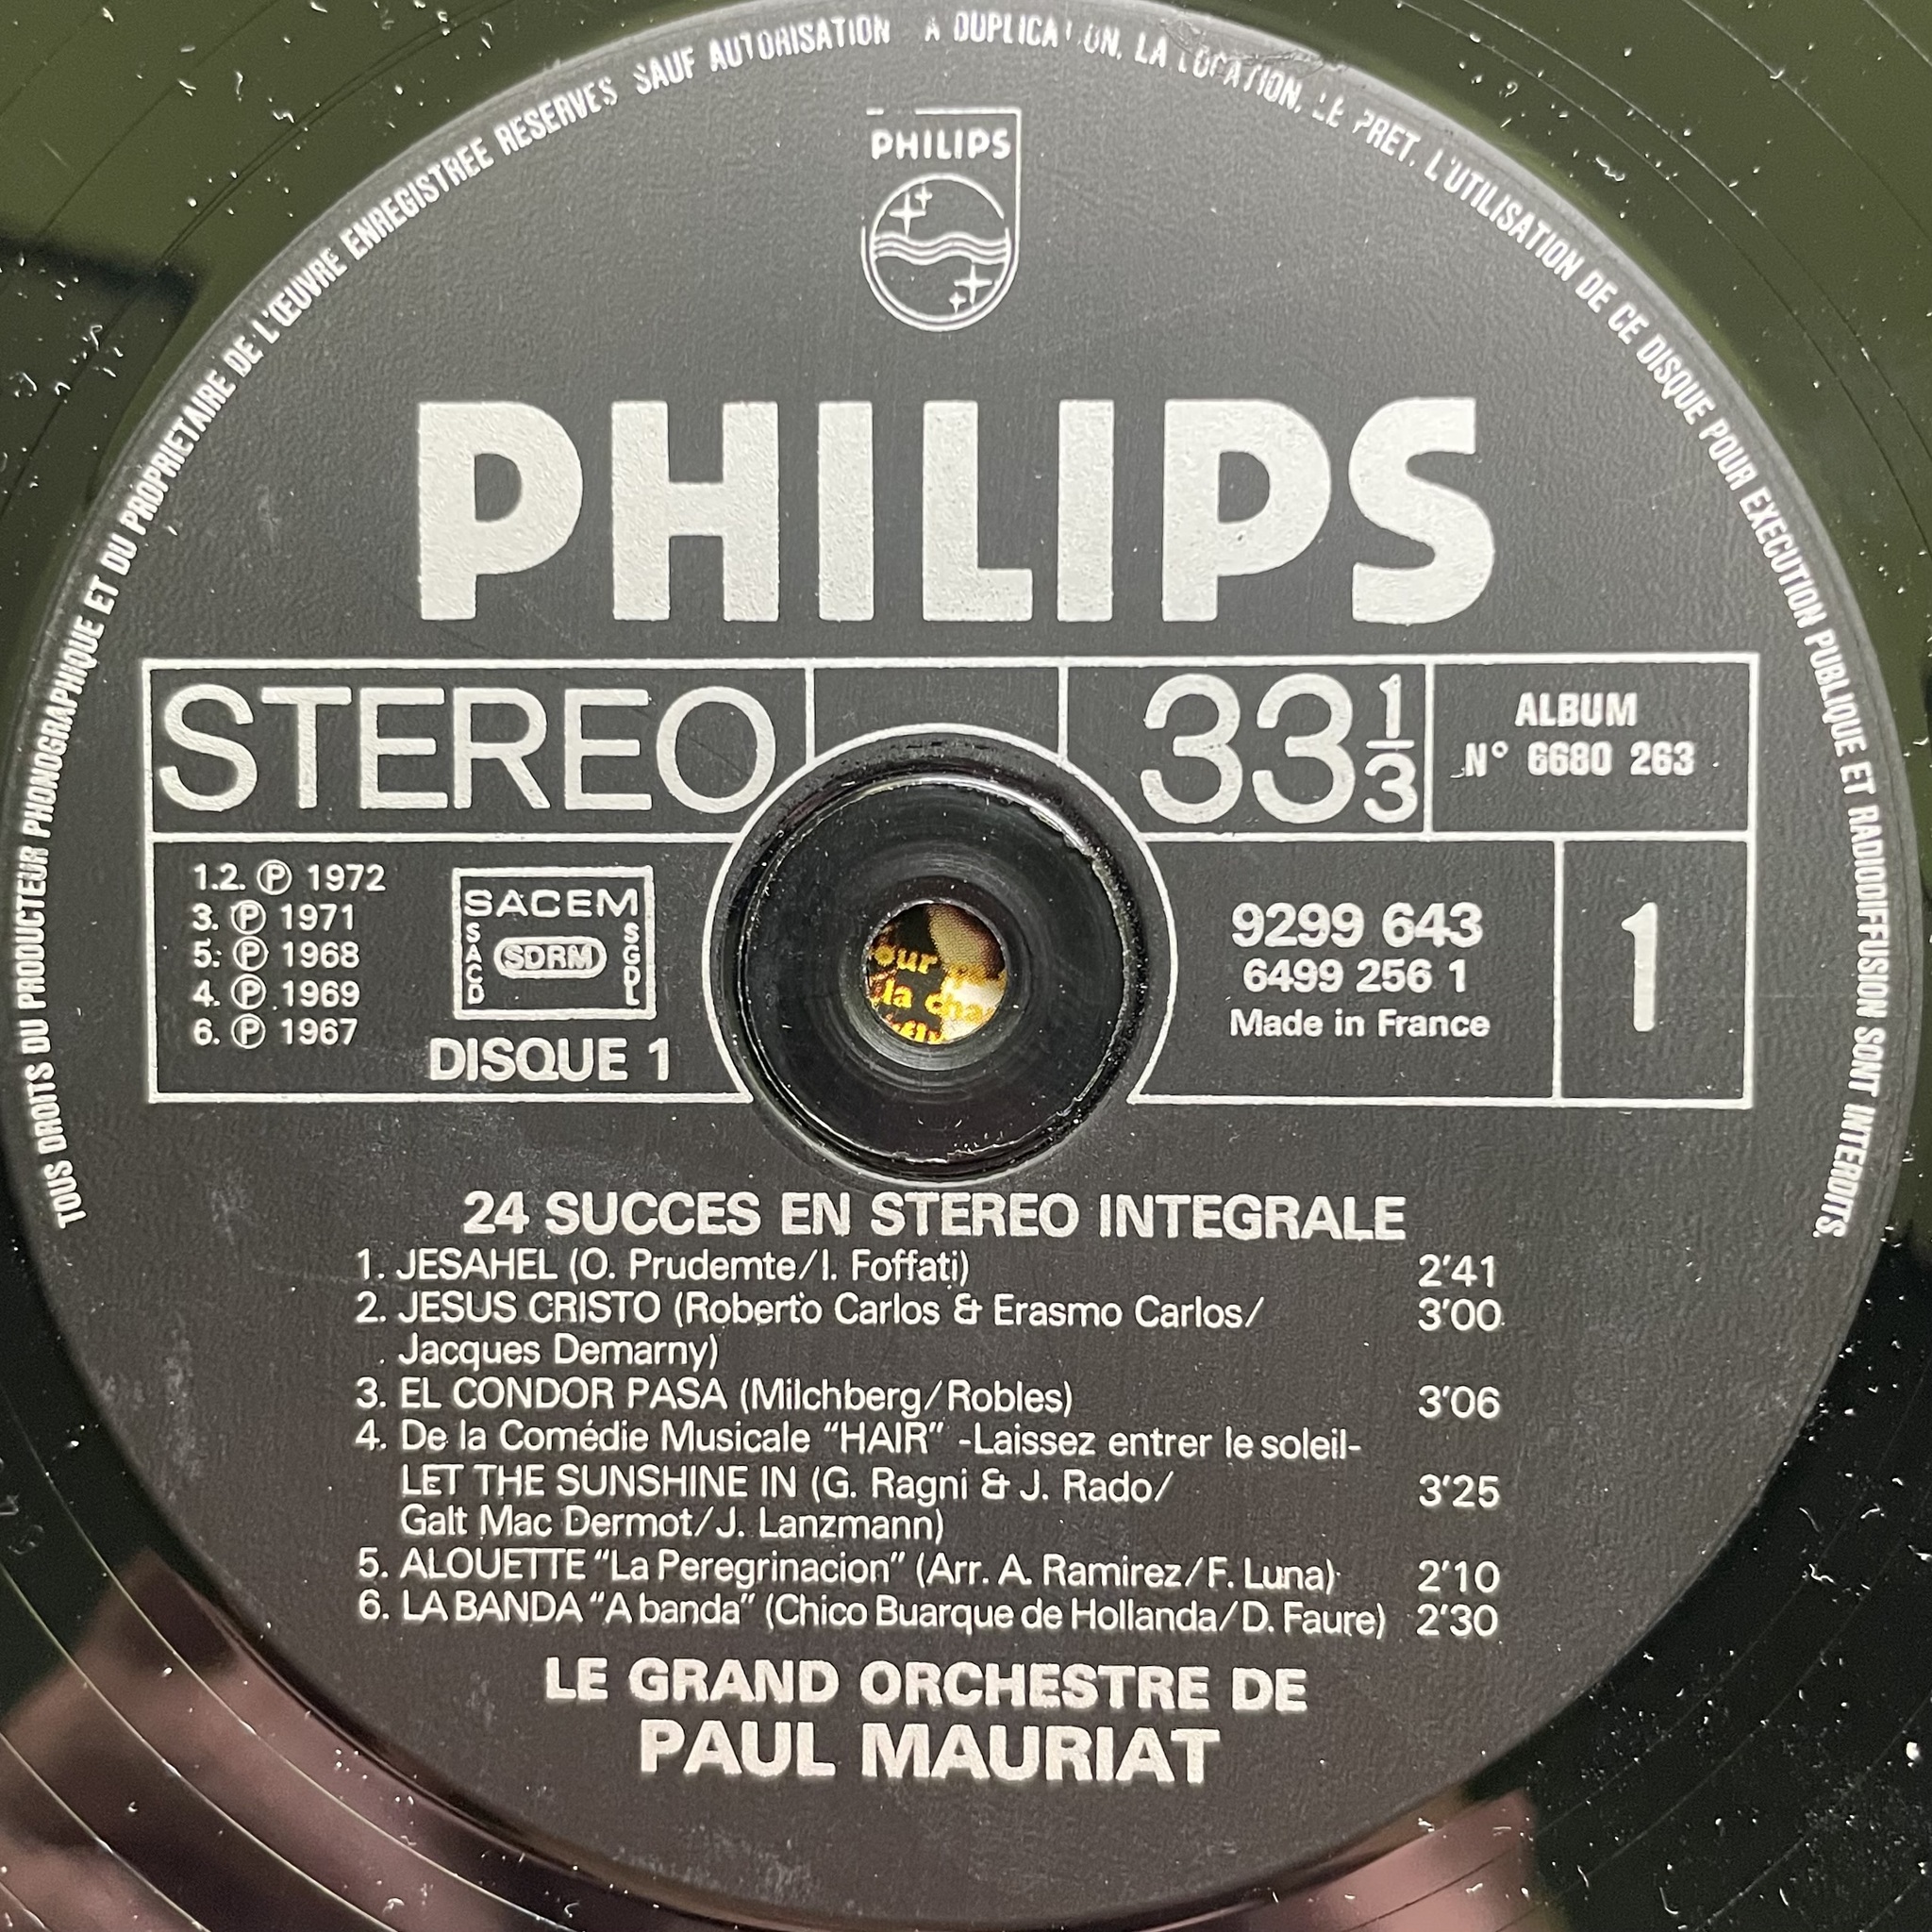 TOUS DROITS DU PRODUCTEUR PHONOGRAPHIQUE ET DU PROPRIETAIRE DE L'ŒUVRE ENREGISTREE RESERVES SAUF AUTORISATION A DUPLICATION, LA LOCATION, LE PRET, L'UTILISATION DE CE DISQUE POUR EXECUTION PUBLIQUE ET RADIODIFFUSION SONT INTERDITS.
PHILIPS
PHILIPS
STEREO
33 1/3
ALBUM
N° 6680 263
1.2. ℗ 1972
3. ℗ 1971
5. ℗ 1968
4. ℗ 1969
6. ℗ 1967
SACEM
SACD
SDRM
SGDL
DISQUE 1
9299 643
6499 256 1
Made in France
1
our
la cha
24 SUCCES EN STEREO INTEGRALE
1. JESAHEL (O. Prudemte/I. Foffati) 2'41
2. JESUS CRISTO (Roberto Carlos & Erasmo Carlos/ 3'00
Jacques Demarny)
3. EL CONDOR PASA (Milchberg/Robles) 3'06
4. De la Comédie Musicale "HAIR" -Laissez entrer le soleil-
LET THE SUNSHINE IN (G. Ragni & J. Rado/ 3'25
Galt Mac Dermot/J. Lanzmann)
5. ALOUETTE "La Peregrinacion" (Arr. A. Ramirez/F. Luna) 2'10
6. LA BANDA "A banda" (Chico Buarque de Hollanda/D. Faure) 2'30
LE GRAND ORCHESTRE DE
PAUL MAURIAT